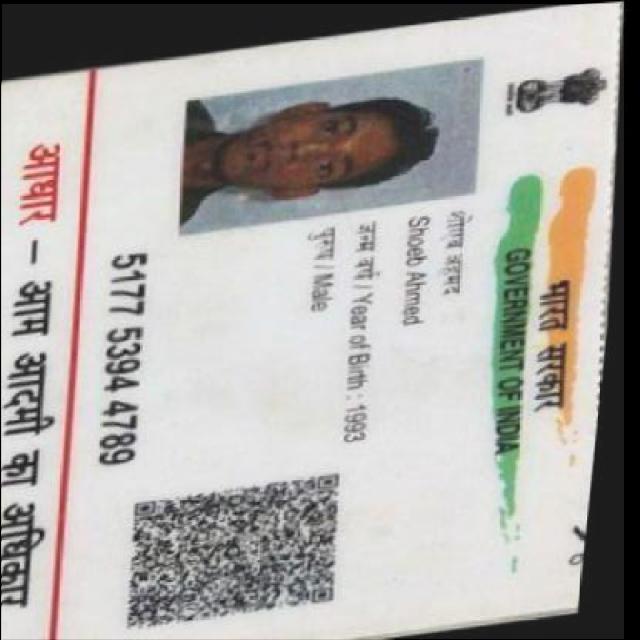 भारत सरकार
GOVERNMENT OF INDIA
शोएब अहमद
Shoeb Ahmed
जन्म वर्ष / Year of Birth : 1993
पुरुष / Male
5177 5394 4789
आधार – आम आदमी का अधिकार